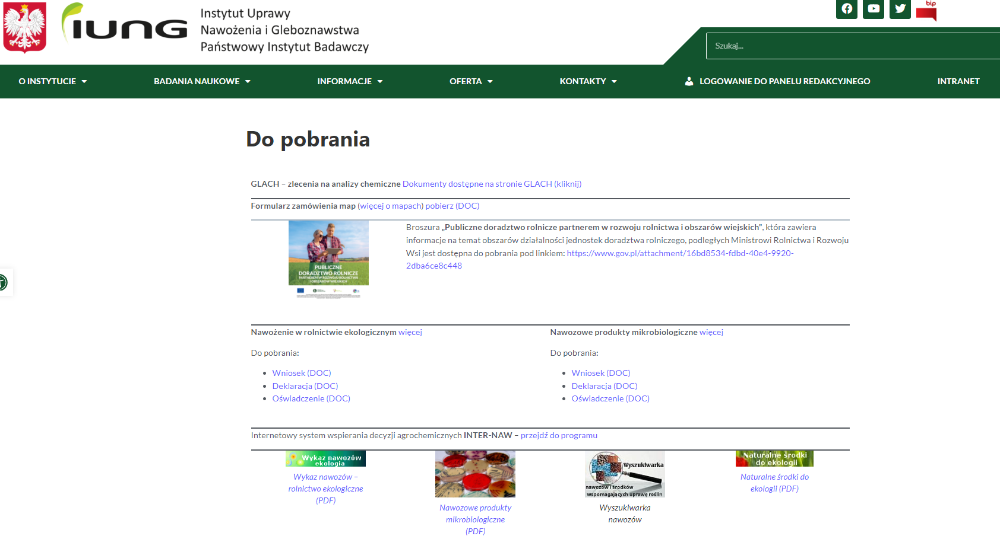 IUNG
Instytut Uprawy
Nawożenia i Gleboznawstwa
Państwowy Instytut Badawczy
bip
Szukaj...
O INSTYTUCIE
BADANIA NAUKOWE
INFORMACJE
OFERTA
KONTAKTY
LOGOWANIE DO PANELU REDAKCYJNEGO
INTRANET
Do pobrania
GLACH – zlecenia na analizy chemiczne Dokumenty dostępne na stronie GLACH (kliknij)
Formularz zamówienia map (więcej o mapach) pobierz (DOC)
PUBLICZNE
DORADZTWO ROLNICZE
PARTNEREM W ROZWOJU ROLNICTWA
I OBSZARÓW WIEJSKICH
Broszura „Publiczne doradztwo rolnicze partnerem w rozwoju rolnictwa i obszarów wiejskich”, która zawiera
informacje na temat obszarów działalności jednostek doradztwa rolniczego, podległych Ministrowi Rolnictwa i Rozwoju
Wsi jest dostępna do pobrania pod linkiem: https://www.gov.pl/attachment/16bd8534-fdbd-40e4-9920-
2dba6ce8c448
Nawożenie w rolnictwie ekologicznym więcej
Do pobrania:
Wniosek (DOC)
Deklaracja (DOC)
Oświadczenie (DOC)
Nawozowe produkty mikrobiologiczne więcej
Do pobrania:
Wniosek (DOC)
Deklaracja (DOC)
Oświadczenie (DOC)
Internetowy system wspierania decyzji agrochemicznych INTER-NAW – przejdź do programu
Wykaz nawozów
ekologia
Wykaz nawozów –
rolnictwo ekologiczne
(PDF)
Nawozowe produkty
mikrobiologiczne
(PDF)
Wyszukiwarka
nawozów i środków
wspomagających uprawę roślin
Wyszukiwarka
nawozów
Naturalne środki
do ekologii
Naturalne środki do
ekologii (PDF)